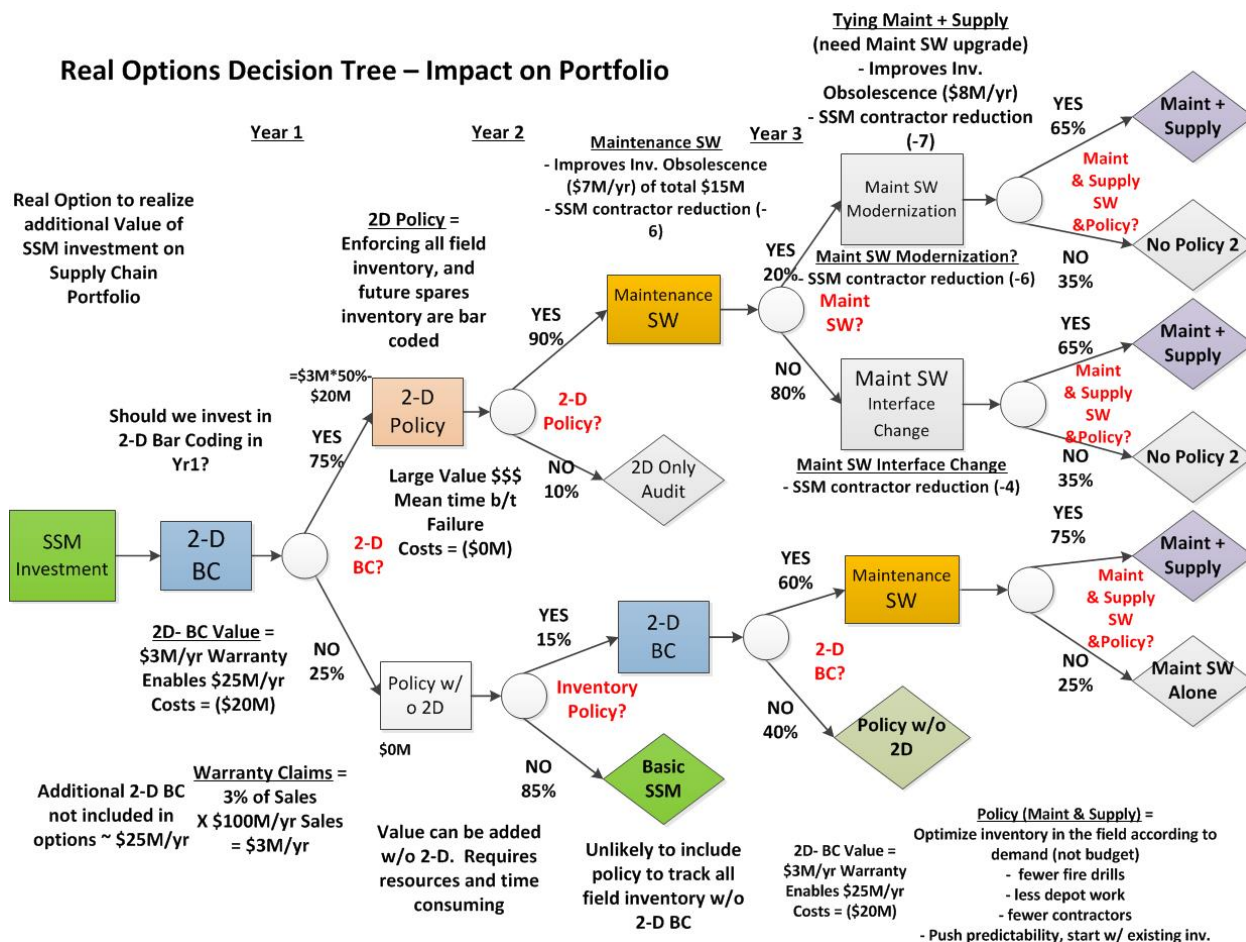 Real Options Decision Tree – Impact on Portfolio
Year 1
Year 2
Year 3
Real Option to realize
additional Value of
SSM investment on
Supply Chain
Portfolio
2D Policy =
Enforcing all field
inventory, and
future spares
inventory are bar
coded
Maintenance SW
- Improves Inv. Obsolescence
($7M/yr) of total $15M
- SSM contractor reduction (-
6)
Tying Maint + Supply
(need Maint SW upgrade)
- Improves Inv.
Obsolescence ($8M/yr)
- SSM contractor reduction
(-7)
Should we invest in
2-D Bar Coding in
Yr1?
SSM
Investment
2-D
BC
2-D
BC?
YES
75%
NO
25%
=$3M*50%-
$20M
2-D
Policy
YES
90%
2-D
Policy?
NO
10%
2D Only
Audit
Large Value $$$
Mean time b/t
Failure
Costs = ($0M)
Maintenance
SW
YES
20%
Maint
SW?
NO
80%
Maint SW
Modernization
Maint SW Modernization?
- SSM contractor reduction (-6)
YES
65%
Maint
& Supply
SW
&Policy?
NO
35%
Maint +
Supply
No Policy 2
Maint SW
Interface
Change
Maint SW Interface Change
- SSM contractor reduction (-4)
YES
65%
Maint
& Supply
SW
&Policy?
NO
35%
Maint +
Supply
No Policy 2
2D- BC Value =
$3M/yr Warranty
Enables $25M/yr
Costs = ($20M)
Policy w/
o 2D
$0M
YES
15%
Inventory
Policy?
NO
85%
Basic
SSM
2-D
BC
YES
60%
2-D
BC?
NO
40%
Policy w/o
2D
Maintenance
SW
YES
75%
Maint
& Supply
SW
&Policy?
NO
25%
Maint +
Supply
Maint SW
Alone
Additional 2-D BC
not included in
options ~ $25M/yr
Warranty Claims =
3% of Sales
X $100M/yr Sales
= $3M/yr
Value can be added
w/o 2-D. Requires
resources and time
consuming
Unlikely to include
policy to track all
field inventory w/o
2-D BC
2D- BC Value =
$3M/yr Warranty
Enables $25M/yr
Costs = ($20M)
Policy (Maint & Supply) =
Optimize inventory in the field according to
demand (not budget)
- fewer fire drills
- less depot work
- fewer contractors
- Push predictability, start w/ existing inv.